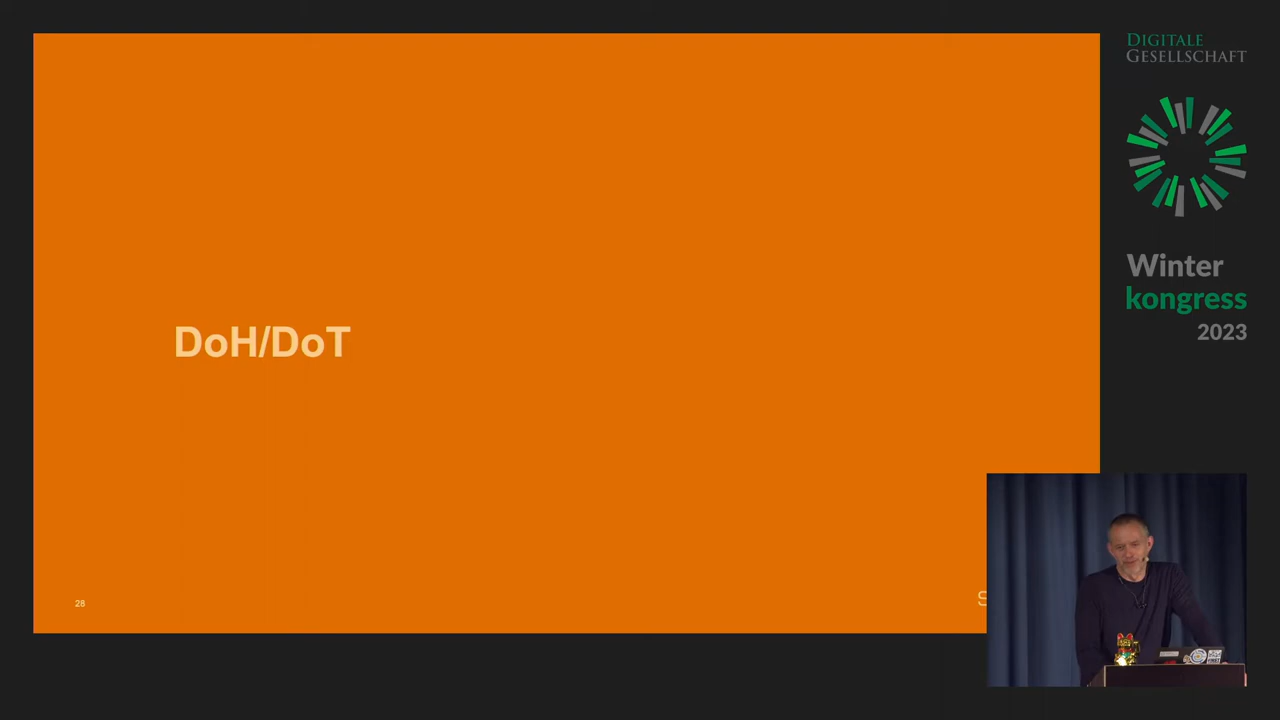 DIGITALE
GESELLSCHAFT
Winter
kongress
2023
DoH/DoT
28